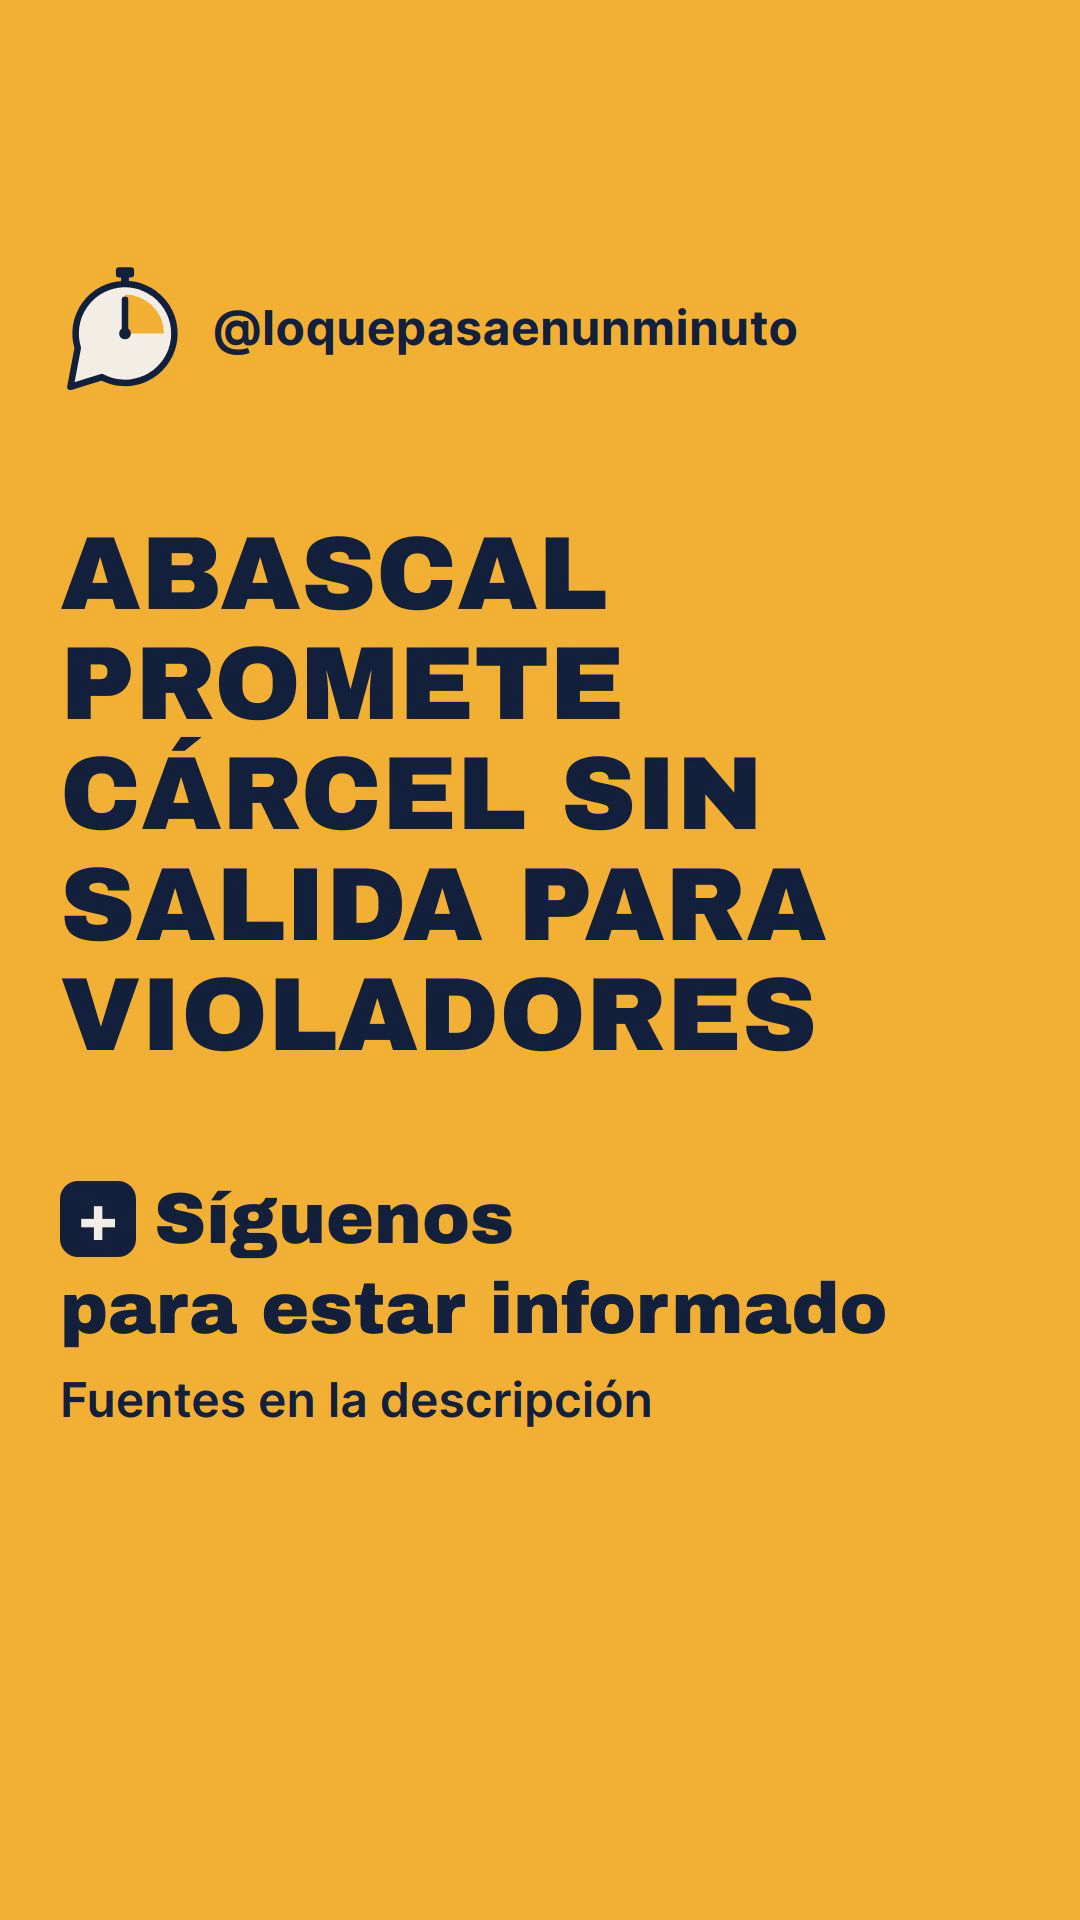 @loquepasaenunminuto
ABASCAL
PROMETE
CÁRCEL SIN
SALIDA PARA
VIOLADORES
+ Síguenos
para estar informado
Fuentes en la descripción